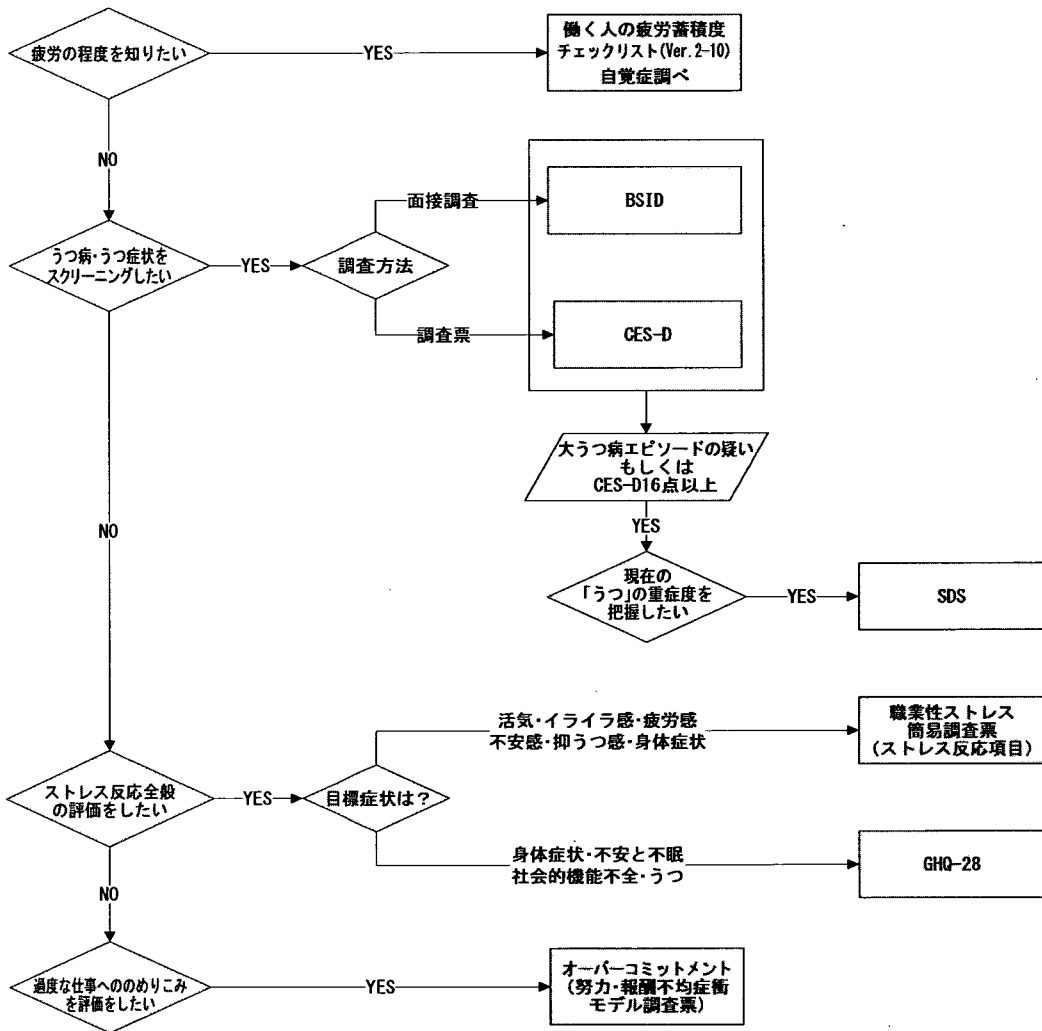 疲労の程度を知りたい
YES
働く人の疲労蓄積度
チェックリスト(Ver.2-10)
自覚症調べ
NO
うつ病・うつ症状を
スクリーニングしたい
YES
調査方法
面接調査
BSID
調査票
CES-D
大うつ病エピソードの疑い
もしくは
CES-D16点以上
YES
現在の
「うつ」の重症度を
把握したい
YES
SDS
NO
ストレス反応全般
の評価をしたい
YES
目標症状は？
活気・イライラ感・疲労感
不安感・抑うつ感・身体症状
職業性ストレス
簡易調査票
(ストレス反応項目)
身体症状・不安と不眠
社会的機能不全・うつ
GHQ-28
NO
過度な仕事へののめりこみ
を評価をしたい
YES
オーバーコミットメント
(努力・報酬不均症衝
モデル調査票)